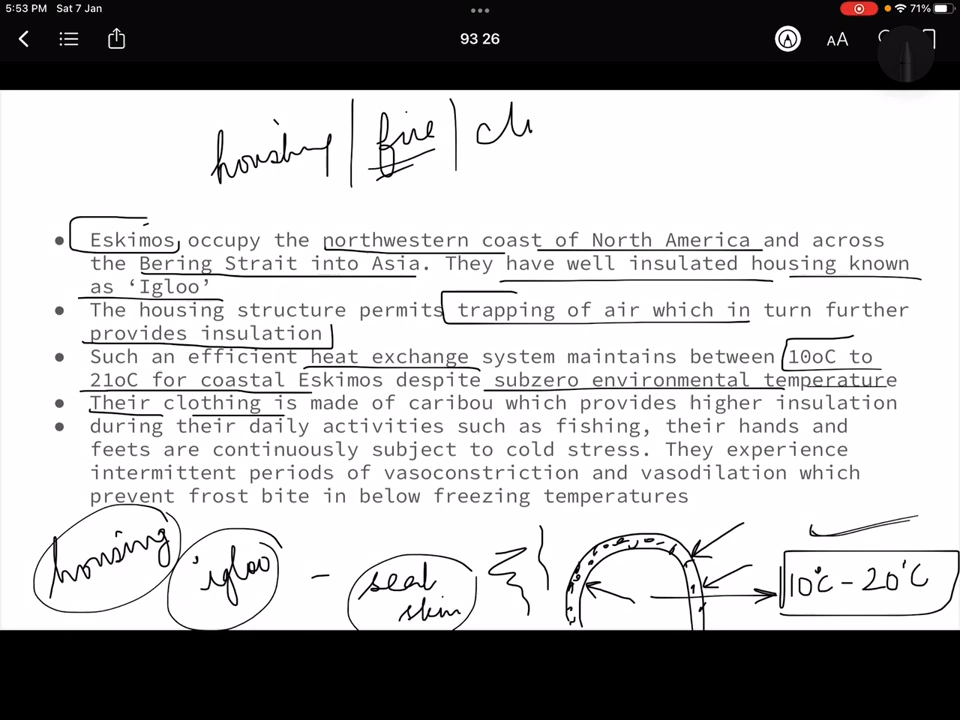 5:53 PM Sat 7 Jan 71%
93 26 AA
housing | fire | cl
• Eskimos occupy the northwestern coast of North America and across
the Bering Strait into Asia. They have well insulated housing known
as ‘Igloo’
• The housing structure permits trapping of air which in turn further
provides insulation
• Such an efficient heat exchange system maintains between 10oC to
21oC for coastal Eskimos despite subzero environmental temperature
• Their clothing is made of caribou which provides higher insulation
• during their daily activities such as fishing, their hands and
feets are continuously subject to cold stress. They experience
intermittent periods of vasoconstriction and vasodilation which
prevent frost bite in below freezing temperatures
housing igloo - seal
skin
10°C - 20°C